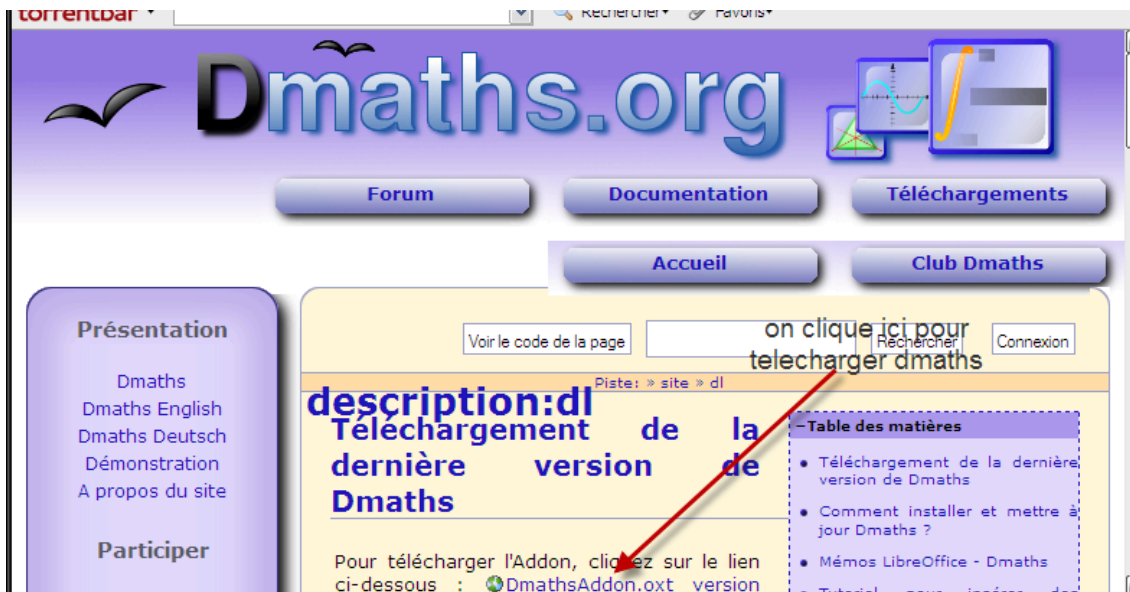 torrentbar
Rechercher Favoris
Dmaths.org
Forum
Documentation
Téléchargements
Accueil
Club Dmaths
Présentation
Dmaths
Dmaths English
Dmaths Deutsch
Démonstration
A propos du site
Participer
Voir le code de la page
Rechercher
Connexion
on clique ici pour
telecharger dmaths
Piste: » site » dl
description:dl
Téléchargement de la
dernière version de
Dmaths
Pour télécharger l'Addon, cliquez sur le lien
ci-dessous : DmathsAddon.oxt version
−Table des matières
• Téléchargement de la dernière
version de Dmaths
• Comment installer et mettre à
jour Dmaths ?
• Mémos LibreOffice - Dmaths
• Tutoriel pour insérer des